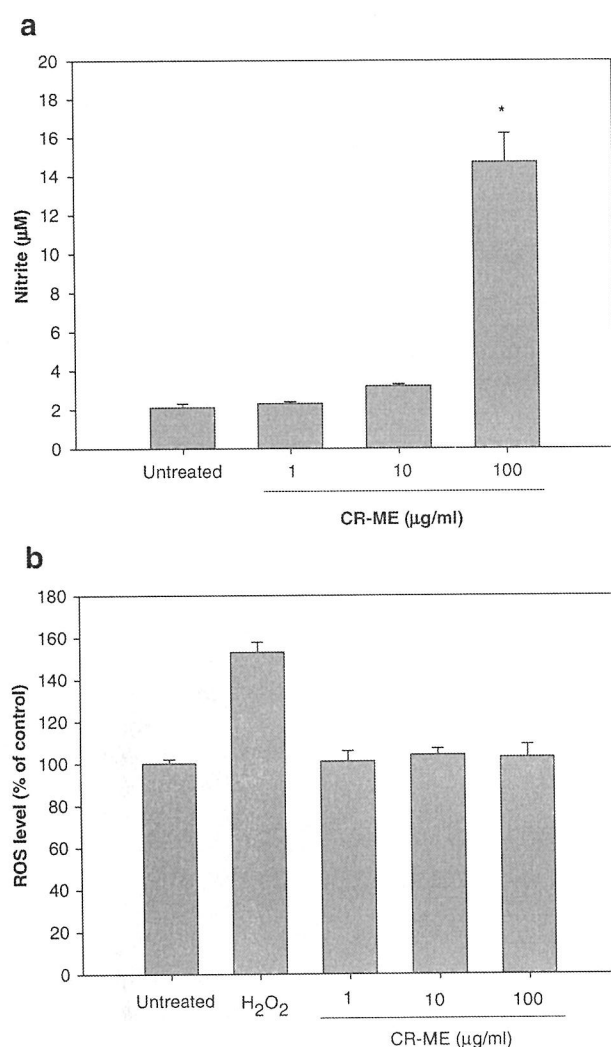 a
20
18
16
14
12
10
8
6
4
2
0
Nitrite (µM)
*
Untreated 1 10 100
CR-ME (µg/ml)
b
180
160
140
120
100
80
60
40
20
0
ROS level (% of control)
Untreated H₂O₂ 1 10 100
CR-ME (µg/ml)